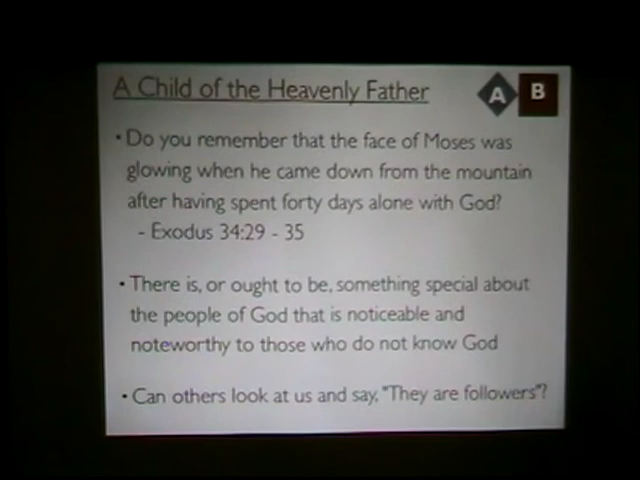 A Child of the Heavenly Father
A B
• Do you remember that the face of Moses was
glowing when he came down from the mountain
after having spent forty days alone with God?
- Exodus 34:29 - 35
• There is, or ought to be, something special about
the people of God that is noticeable and
noteworthy to those who do not know God
• Can others look at us and say, "They are followers"?